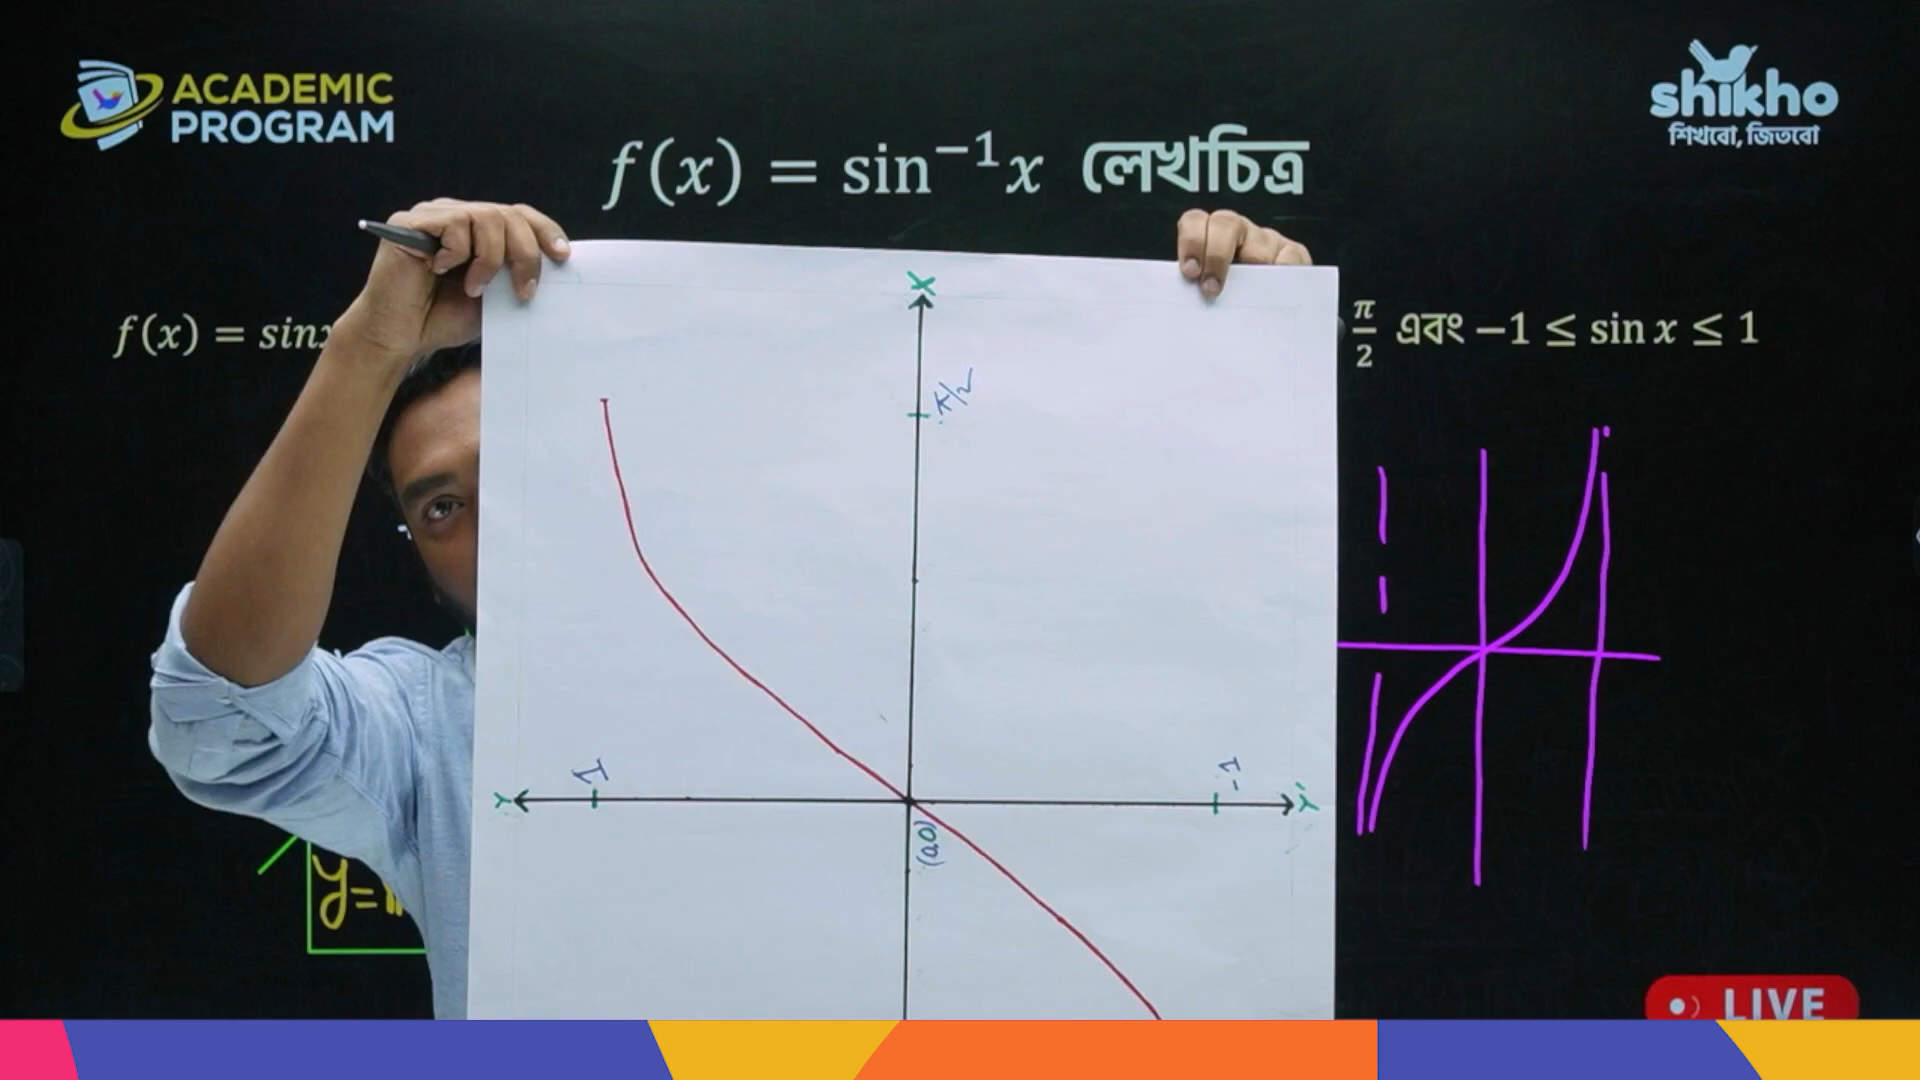 ACADEMIC
PROGRAM
shikho
শিখবো, জিতবো
f(x) = sin⁻¹x লেখচিত্র
f(x) = sinx
π/2 এবং −1 ≤ sin x ≤ 1
X
π/2
1
-1
Y
Y'
(0,0)
y=
LIVE